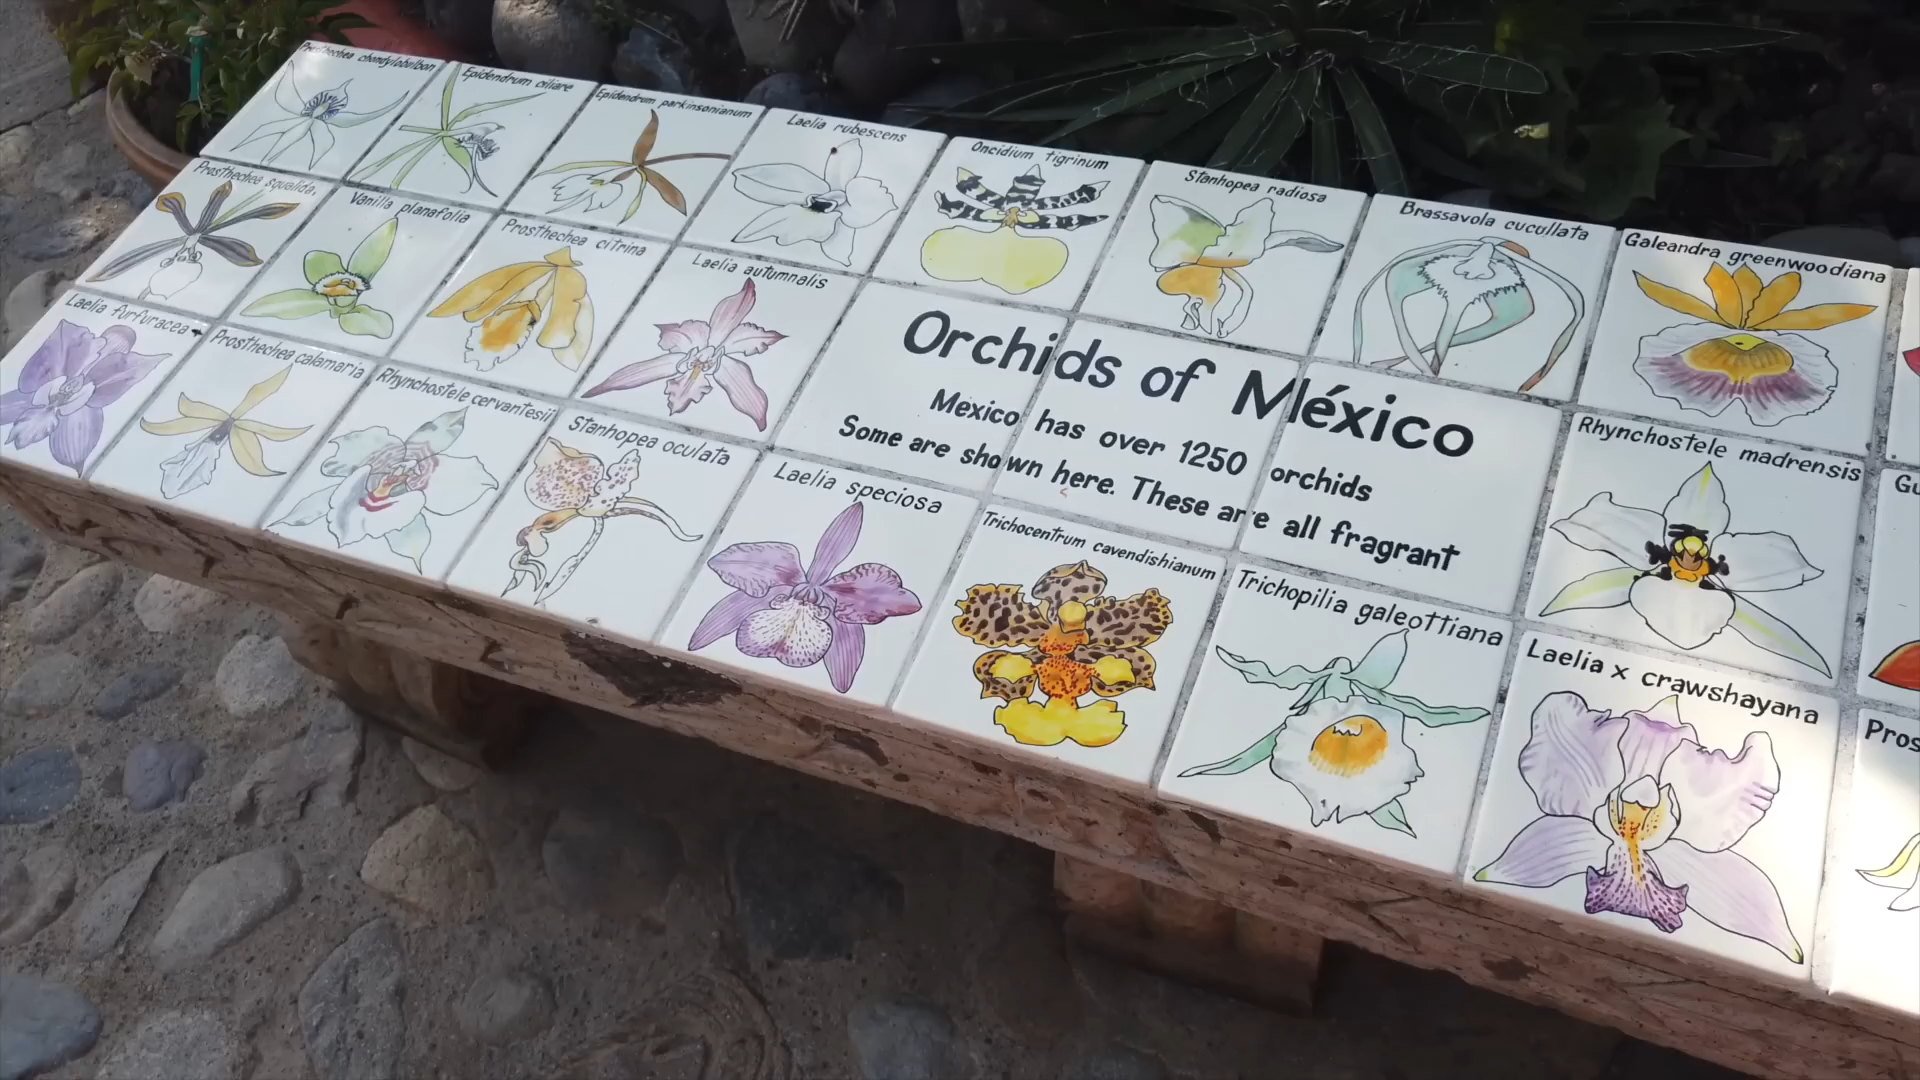 Prosthechea chondylobulbon
Epidendrum ciliare
Epidendrum parkinsonianum
Laelia rubescens
Oncidium tigrinum
Stanhopea radiosa
Brassavola cucullata
Galeandra greenwoodiana
Prosthechea squalida.
Vanilla planafolia
Prosthechea citrina
Laelia autumnalis
Orchids of México
Mexico has over 1250 orchids
Some are shown here. These are all fragrant
Rhynchostele madrensis
Gu
Laelia furfuracea
Prosthechea calamaria
Rhynchostele cervantesii
Stanhopea oculata
Laelia speciosa
Trichocentrum cavendishianum
Trichopilia galeottiana
Laelia x crawshayana
Pros